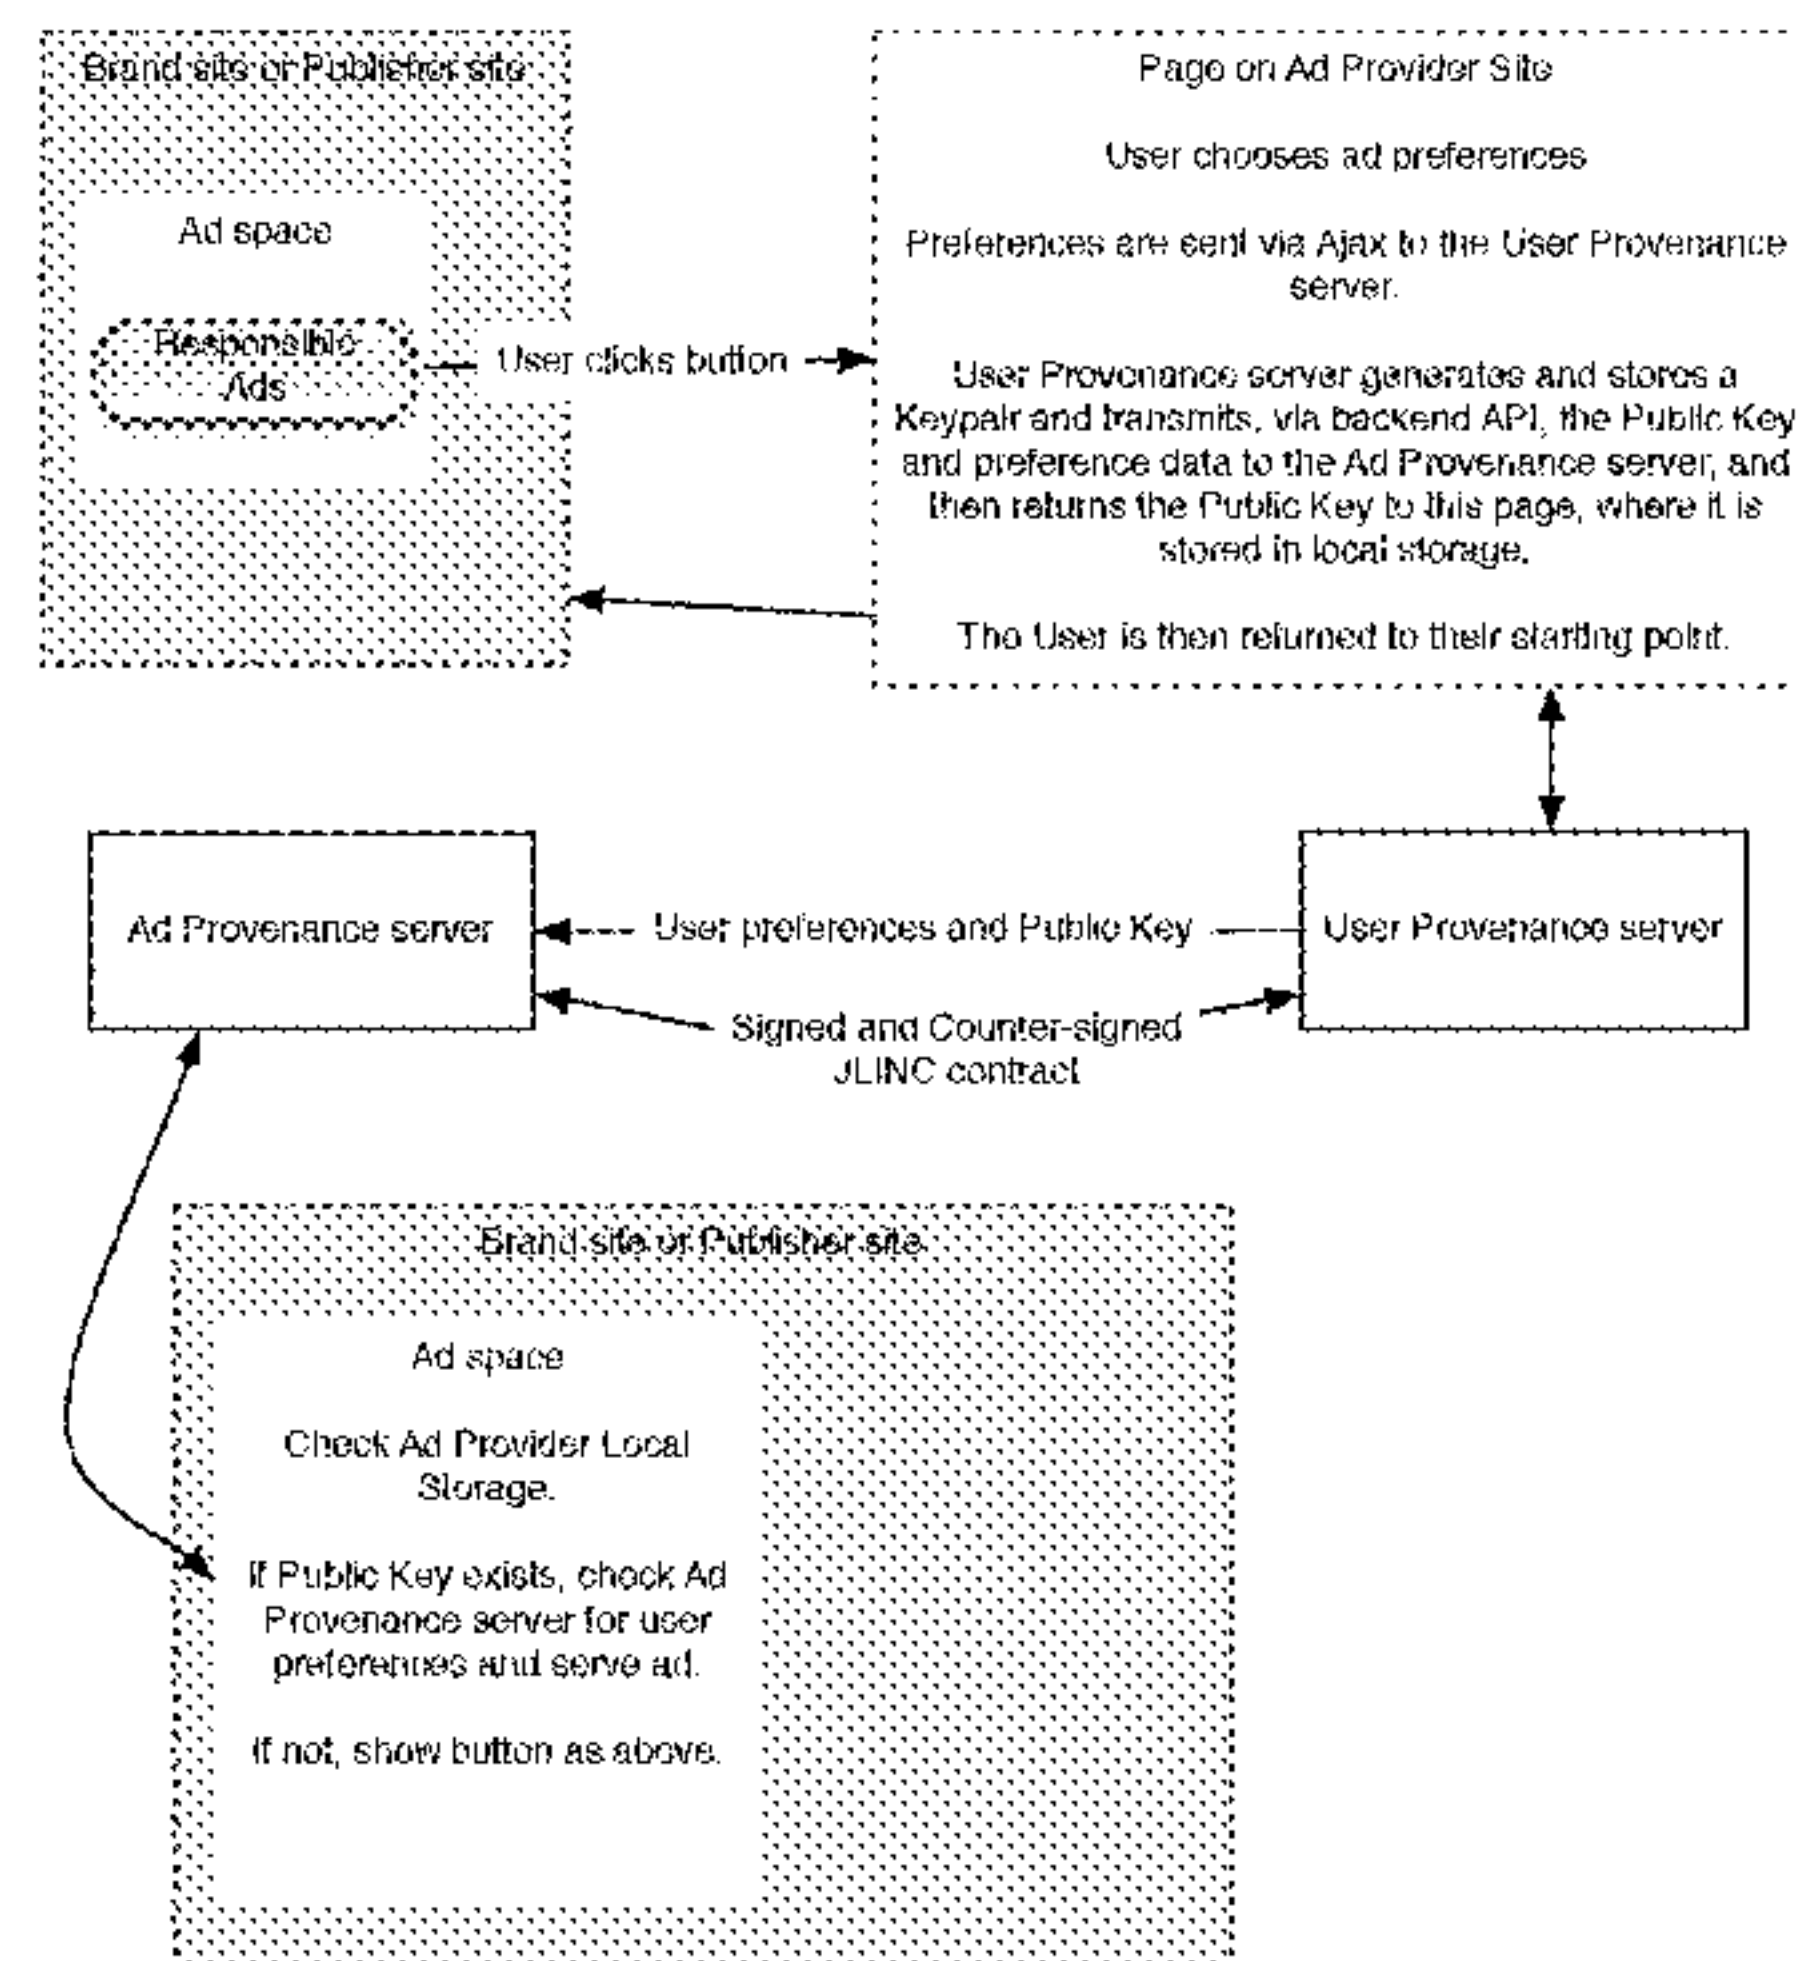 Brand site or Publisher site
Ad space
Responsible
Ads
User clicks button
Page on Ad Provider Site
User chooses ad preferences
Preferences are sent via Ajax to the User Provenance
server.
User Provenance server generates and stores a
Keypair and transmits, via backend API, the Public Key
and preference data to the Ad Provenance server, and
then returns the Public Key to this page, where it is
stored in local storage.
The User is then returned to their starting point.
Ad Provenance server
User preferences and Public Key
User Provenance server
Signed and Counter-signed
JLINC contract
Brand site or Publisher site
Ad space
Check Ad Provider Local
Storage.
If Public Key exists, check Ad
Provenance server for user
preferences and serve ad.
If not, show button as above.